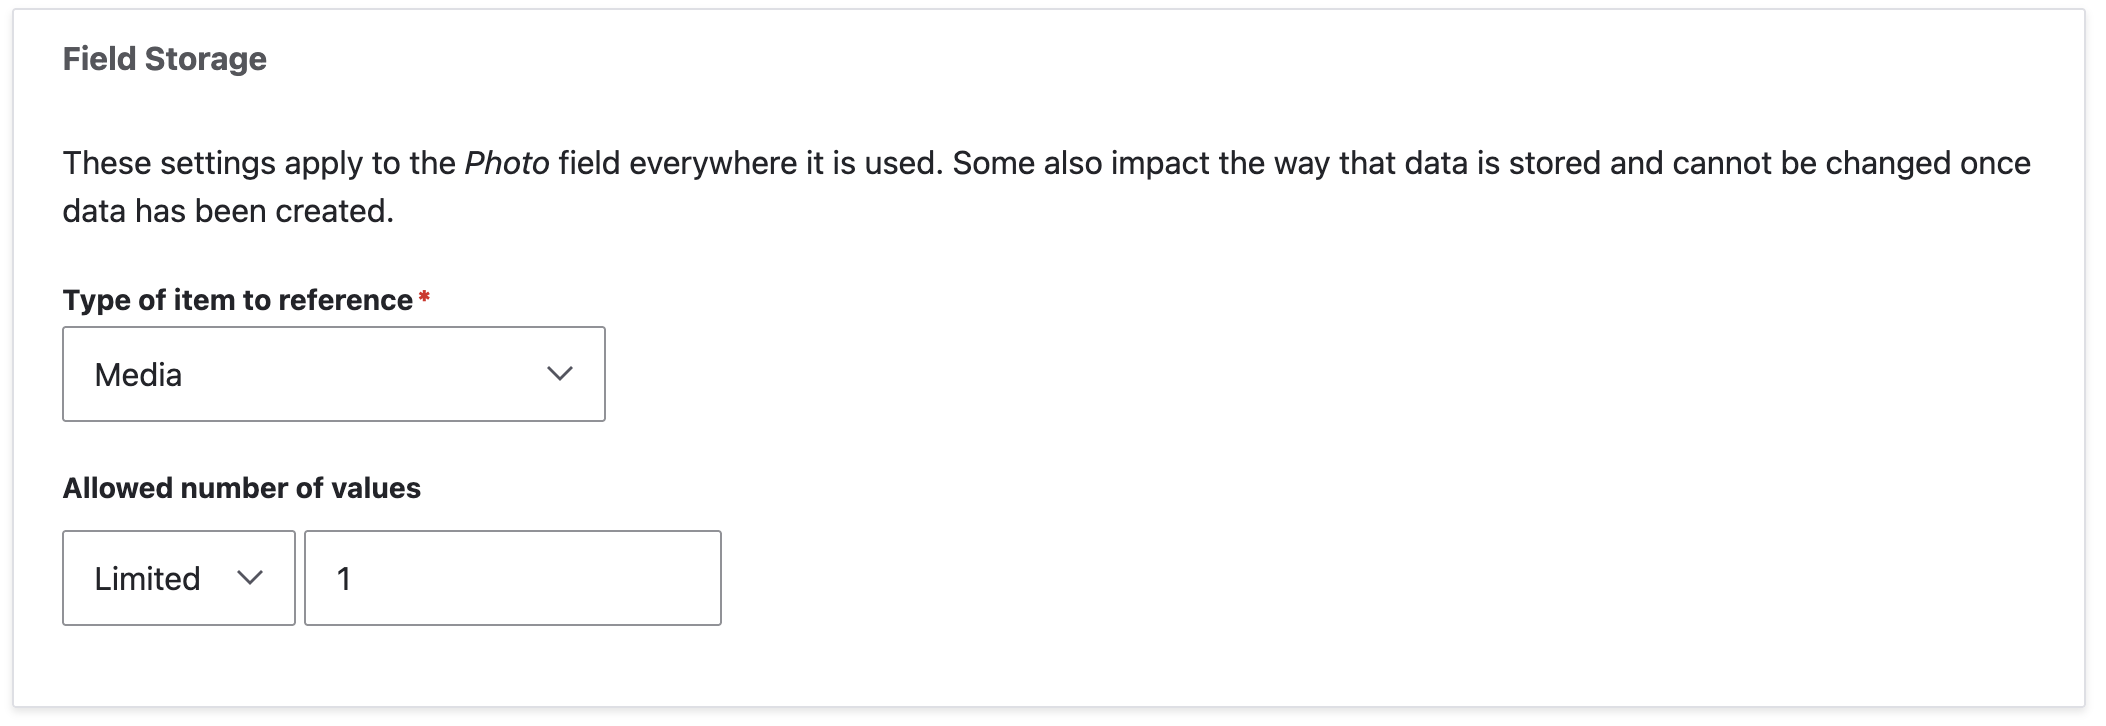 Field Storage
These settings apply to the Photo field everywhere it is used. Some also impact the way that data is stored and cannot be changed once
data has been created.
Type of item to reference*
Media
Allowed number of values
Limited 1